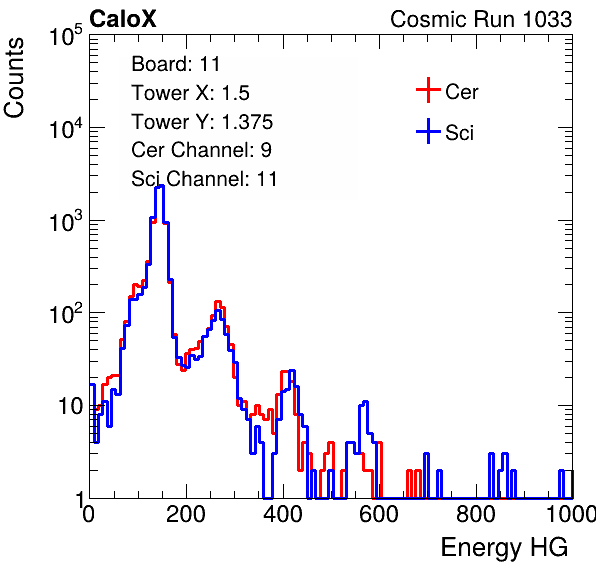 CaloX Cosmic Run 1033
Counts
10^5
10^4
10^3
10^2
10
1
Board: 11
Tower X: 1.5
Tower Y: 1.375
Cer Channel: 9
Sci Channel: 11
Cer
Sci
0 200 400 600 800 1000
Energy HG